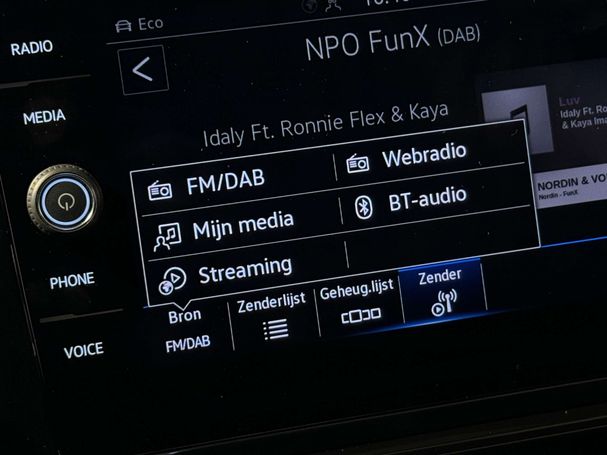 Eco
RADIO
NPO FunX (DAB)
MEDIA
Luv
Idaly Ft. Ro
& Kaya Ima
Idaly Ft. Ronnie Flex & Kaya
FM/DAB
Webradio
Mijn media
BT-audio
NORDIN & VO
Nordin - FunX
Streaming
PHONE
Bron
Zenderlijst
Geheug.lijst
Zender
FM/DAB
VOICE